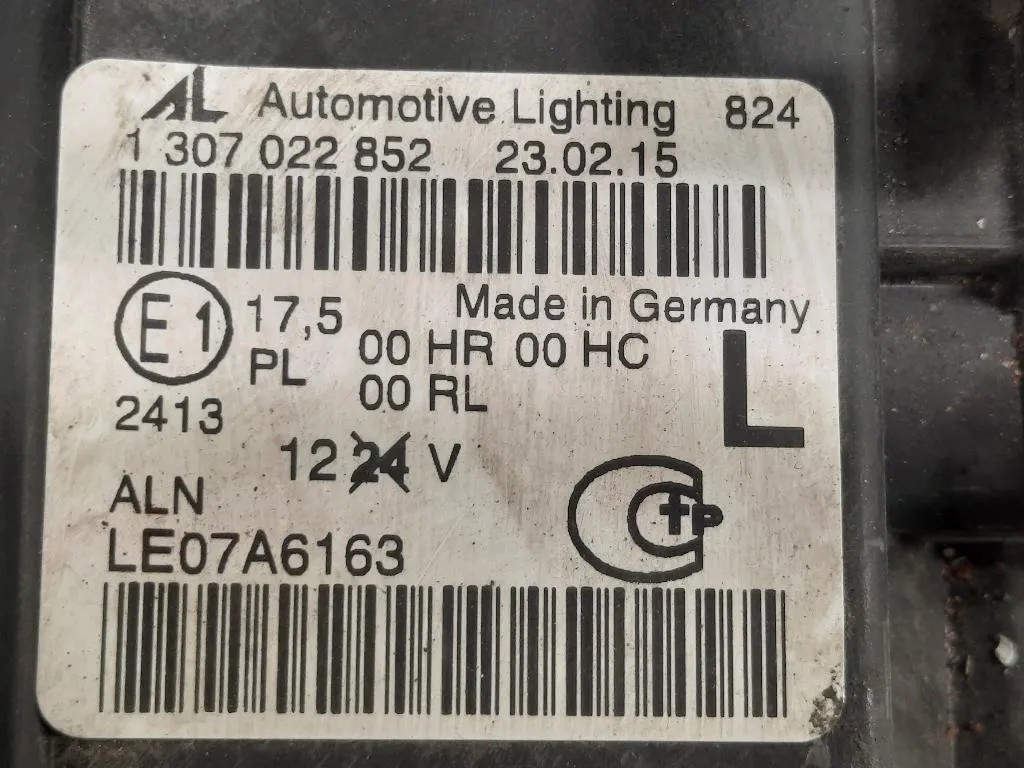 AL Automotive Lighting 824
1 307 022 852 23.02.15
E1 17,5 Made in Germany
PL 00 HR 00 HC L
2413 00 RL
12 24 V
ALN
LE07A6163
СтР